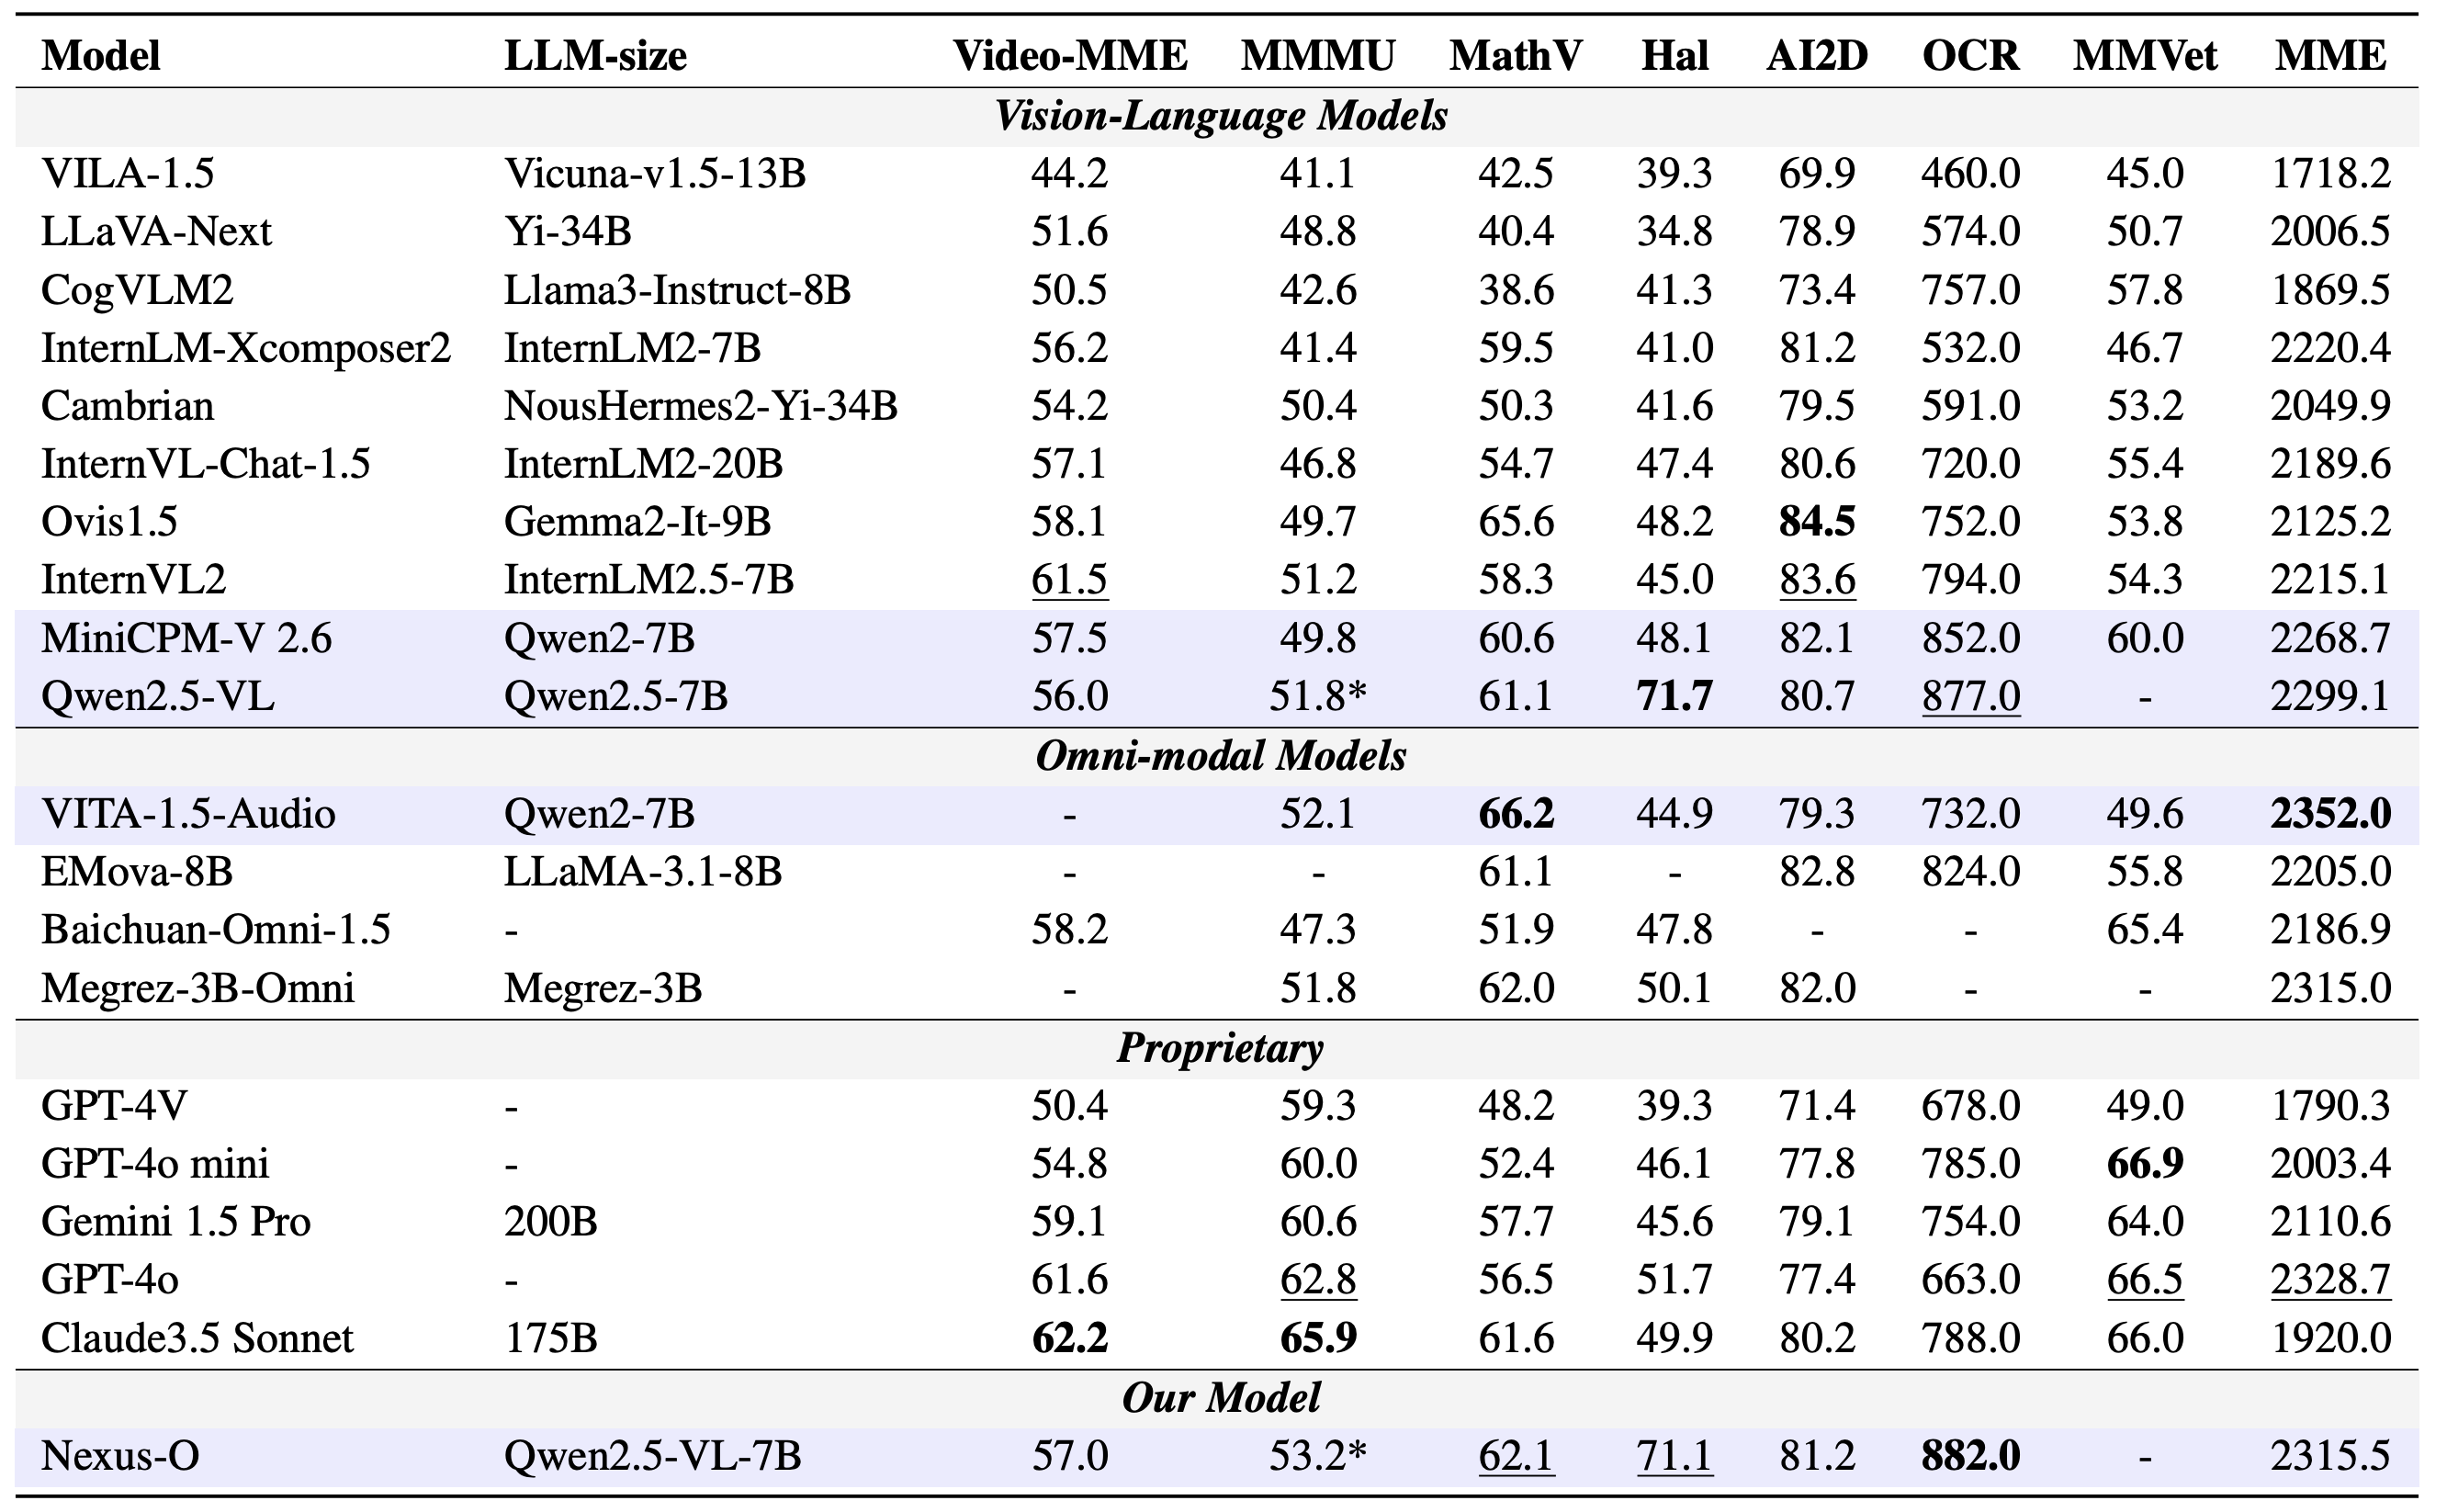 Model LLM-size Video-MME MMMU MathV Hal AI2D OCR MMVet MME
Vision-Language Models
VILA-1.5 Vicuna-v1.5-13B 44.2 41.1 42.5 39.3 69.9 460.0 45.0 1718.2
LLaVA-Next Yi-34B 51.6 48.8 40.4 34.8 78.9 574.0 50.7 2006.5
CogVLM2 Llama3-Instruct-8B 50.5 42.6 38.6 41.3 73.4 757.0 57.8 1869.5
InternLM-Xcomposer2 InternLM2-7B 56.2 41.4 59.5 41.0 81.2 532.0 46.7 2220.4
Cambrian NousHermes2-Yi-34B 54.2 50.4 50.3 41.6 79.5 591.0 53.2 2049.9
InternVL-Chat-1.5 InternLM2-20B 57.1 46.8 54.7 47.4 80.6 720.0 55.4 2189.6
Ovis1.5 Gemma2-It-9B 58.1 49.7 65.6 48.2 84.5 752.0 53.8 2125.2
InternVL2 InternLM2.5-7B 61.5 51.2 58.3 45.0 83.6 794.0 54.3 2215.1
MiniCPM-V 2.6 Qwen2-7B 57.5 49.8 60.6 48.1 82.1 852.0 60.0 2268.7
Qwen2.5-VL Qwen2.5-7B 56.0 51.8* 61.1 71.7 80.7 877.0 - 2299.1
Omni-modal Models
VITA-1.5-Audio Qwen2-7B - 52.1 66.2 44.9 79.3 732.0 49.6 2352.0
EMova-8B LLaMA-3.1-8B - - 61.1 - 82.8 824.0 55.8 2205.0
Baichuan-Omni-1.5 - 58.2 47.3 51.9 47.8 - - 65.4 2186.9
Megrez-3B-Omni Megrez-3B - 51.8 62.0 50.1 82.0 - - 2315.0
Proprietary
GPT-4V - 50.4 59.3 48.2 39.3 71.4 678.0 49.0 1790.3
GPT-4o mini - 54.8 60.0 52.4 46.1 77.8 785.0 66.9 2003.4
Gemini 1.5 Pro 200B 59.1 60.6 57.7 45.6 79.1 754.0 64.0 2110.6
GPT-4o - 61.6 62.8 56.5 51.7 77.4 663.0 66.5 2328.7
Claude3.5 Sonnet 175B 62.2 65.9 61.6 49.9 80.2 788.0 66.0 1920.0
Our Model
Nexus-O Qwen2.5-VL-7B 57.0 53.2* 62.1 71.1 81.2 882.0 - 2315.5